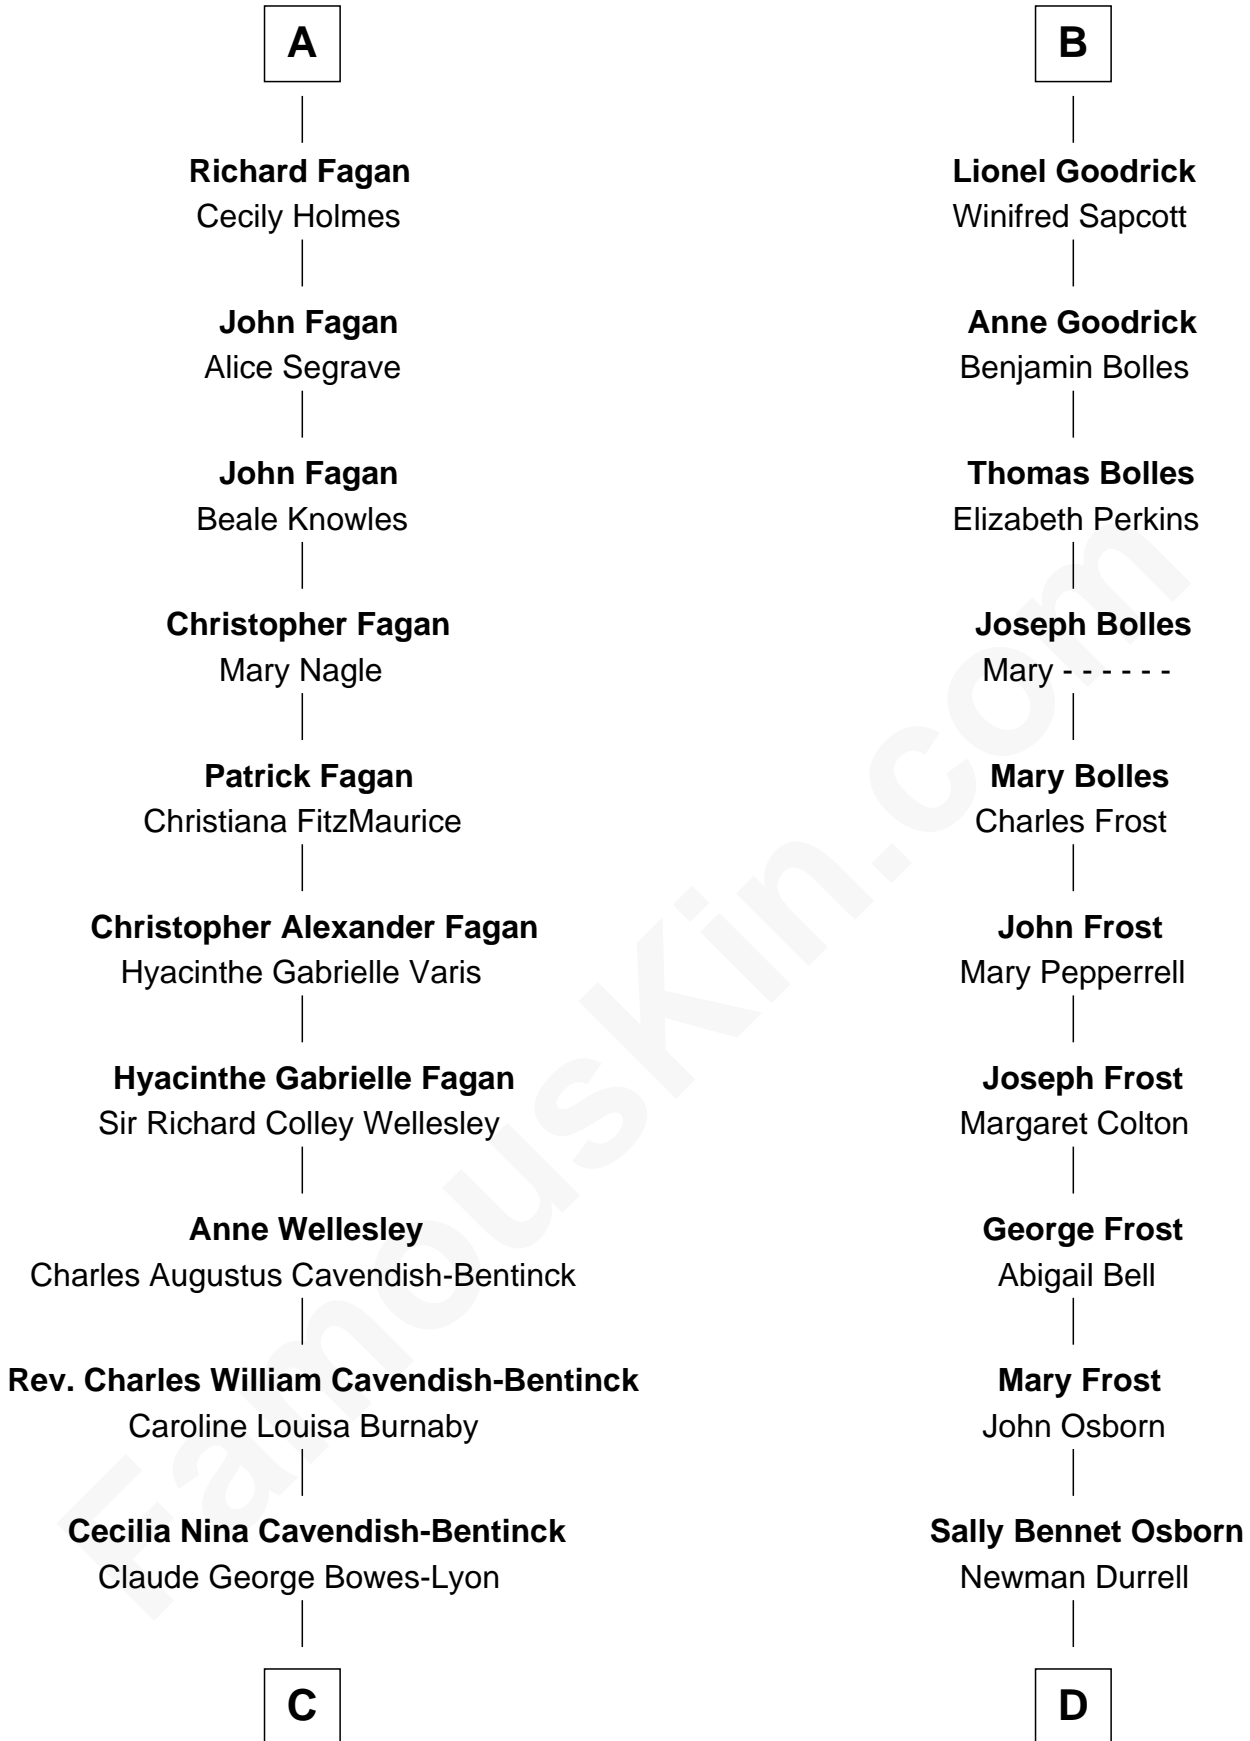 A
Richard Fagan
Cecily Holmes
John Fagan
Alice Segrave
John Fagan
Beale Knowles
Christopher Fagan
Mary Nagle
Patrick Fagan
Christiana FitzMaurice
Christopher Alexander Fagan
Hyacinthe Gabrielle Varis
Hyacinthe Gabrielle Fagan
Sir Richard Colley Wellesley
Anne Wellesley
Charles Augustus Cavendish-Bentinck
Rev. Charles William Cavendish-Bentinck
Caroline Louisa Burnaby
Cecilia Nina Cavendish-Bentinck
Claude George Bowes-Lyon
C
B
Lionel Goodrick
Winifred Sapcott
Anne Goodrick
Benjamin Bolles
Thomas Bolles
Elizabeth Perkins
Joseph Bolles
Mary - - - - - -
Mary Bolles
Charles Frost
John Frost
Mary Pepperrell
Joseph Frost
Margaret Colton
George Frost
Abigail Bell
Mary Frost
John Osborn
Sally Bennet Osborn
Newman Durrell
D
FamousKin.com